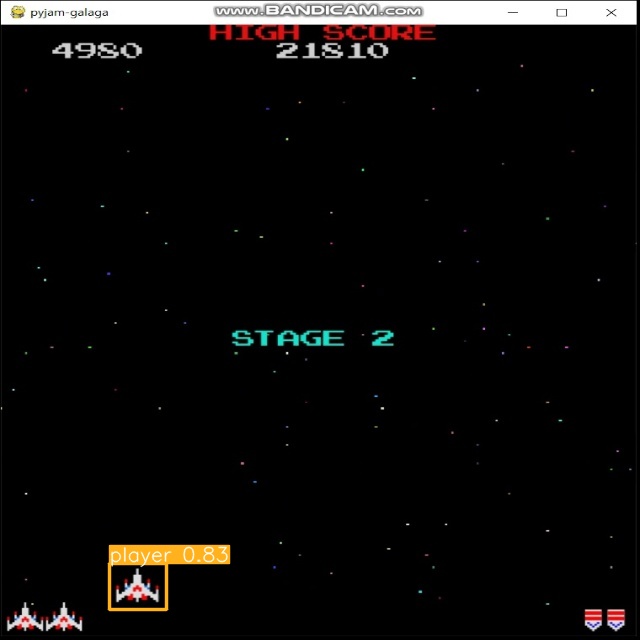 pyjam-galaga
www.BANDICAM.com
HIGH SCORE
4980
21810
STAGE 2
player 0.83